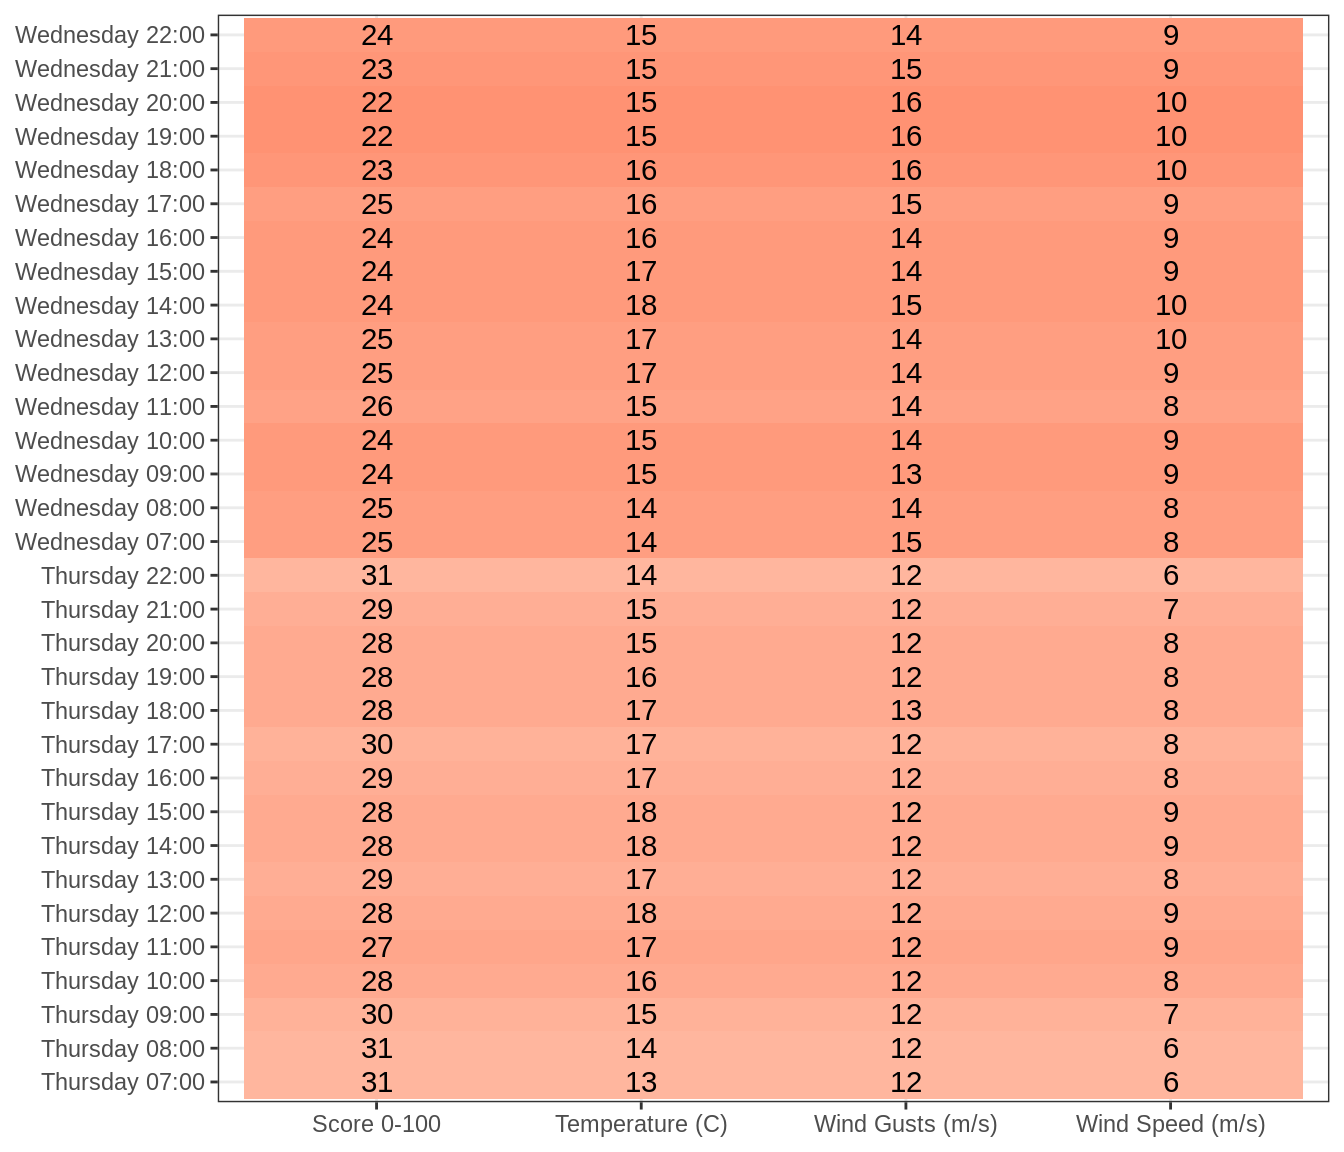 Wednesday 22:00 24 15 14 9
Wednesday 21:00 23 15 15 9
Wednesday 20:00 22 15 16 10
Wednesday 19:00 22 15 16 10
Wednesday 18:00 23 16 16 10
Wednesday 17:00 25 16 15 9
Wednesday 16:00 24 16 14 9
Wednesday 15:00 24 17 14 9
Wednesday 14:00 24 18 15 10
Wednesday 13:00 25 17 14 10
Wednesday 12:00 25 17 14 9
Wednesday 11:00 26 15 14 8
Wednesday 10:00 24 15 14 9
Wednesday 09:00 24 15 13 9
Wednesday 08:00 25 14 14 8
Wednesday 07:00 25 14 15 8
Thursday 22:00 31 14 12 6
Thursday 21:00 29 15 12 7
Thursday 20:00 28 15 12 8
Thursday 19:00 28 16 12 8
Thursday 18:00 28 17 13 8
Thursday 17:00 30 17 12 8
Thursday 16:00 29 17 12 8
Thursday 15:00 28 18 12 9
Thursday 14:00 28 18 12 9
Thursday 13:00 29 17 12 8
Thursday 12:00 28 18 12 9
Thursday 11:00 27 17 12 9
Thursday 10:00 28 16 12 8
Thursday 09:00 30 15 12 7
Thursday 08:00 31 14 12 6
Thursday 07:00 31 13 12 6
Score 0-100 Temperature (C) Wind Gusts (m/s) Wind Speed (m/s)